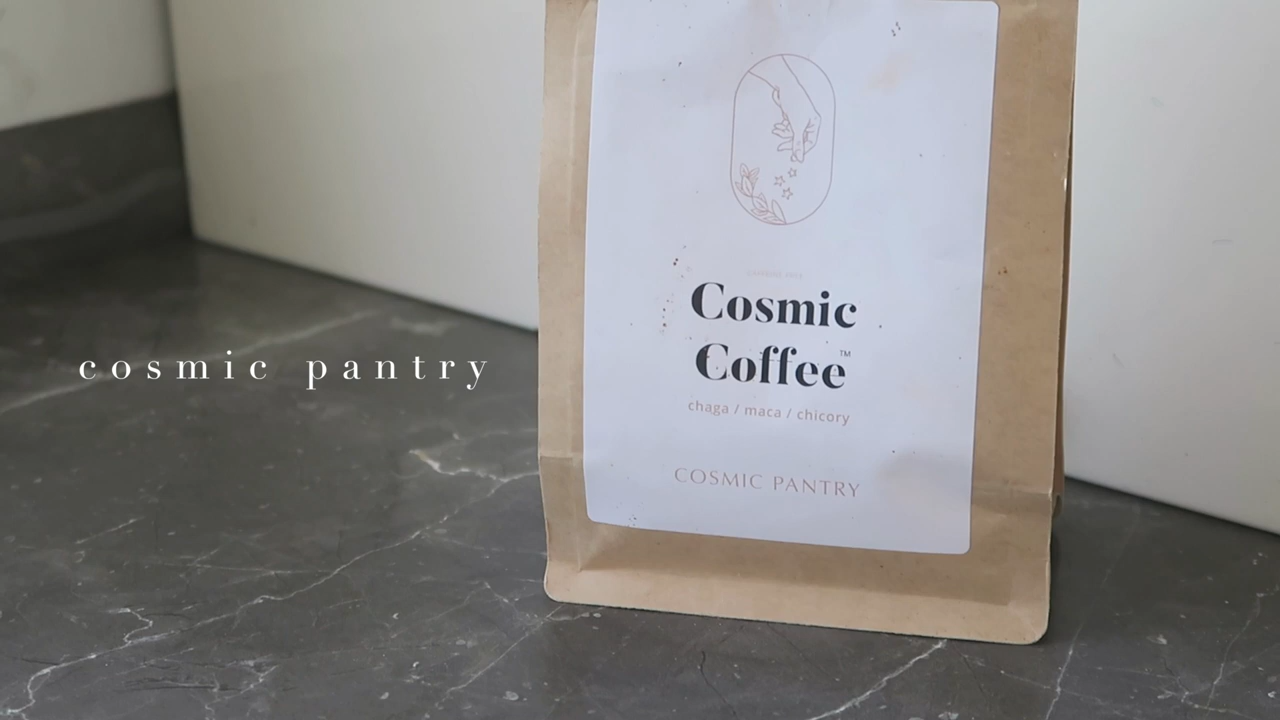 cosmic pantry
Cosmic
Coffee™
chaga / maca / chicory
COSMIC PANTRY